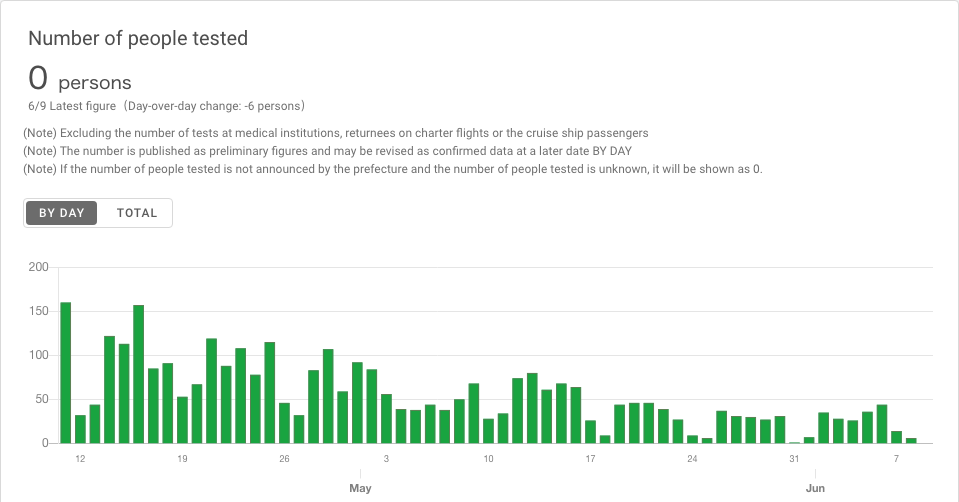 Number of people tested
0 persons
6/9 Latest figure（Day-over-day change: -6 persons）
(Note) Excluding the number of tests at medical institutions, returnees on charter flights or the cruise ship passengers
(Note) The number is published as preliminary figures and may be revised as confirmed data at a later date BY DAY
(Note) If the number of people tested is not announced by the prefecture and the number of people tested is unknown, it will be shown as 0.
BY DAY TOTAL
200
150
100
50
0
12 19 26 3 10 17 24 31 7
May Jun